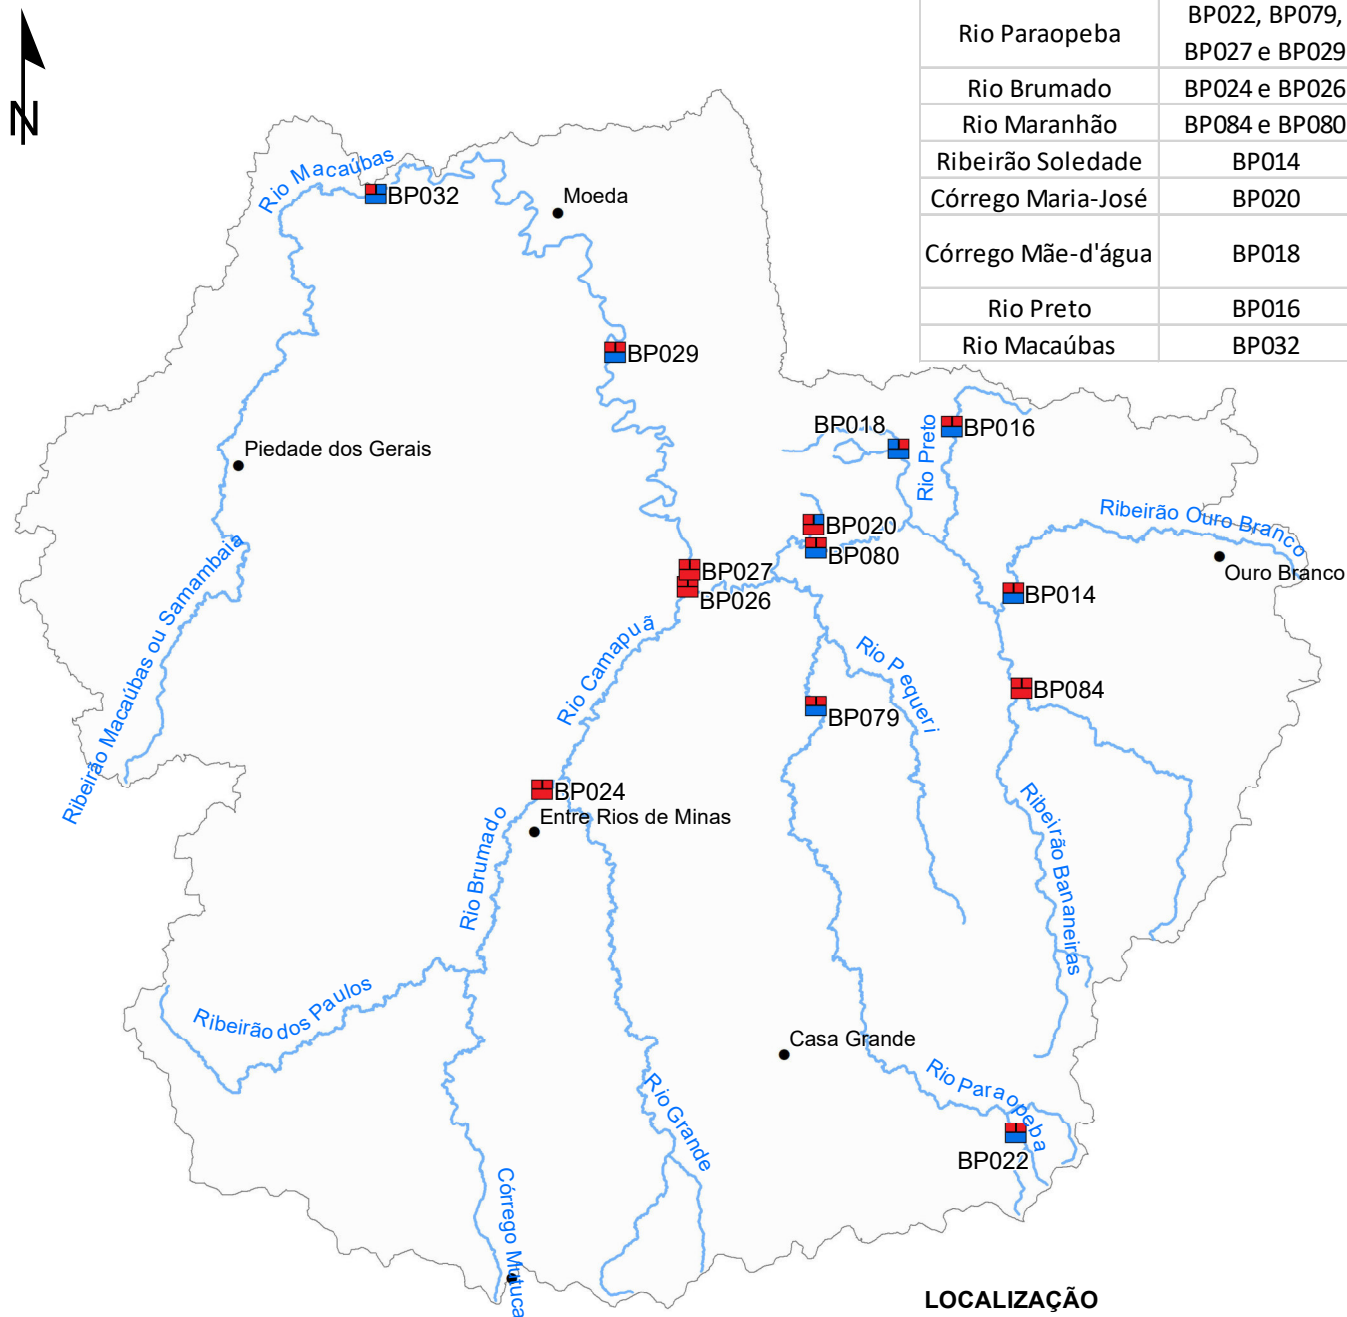 N
Rio Paraopeba
BP022, BP079,
BP027 e BP029
Rio Brumado
BP024 e BP026
Rio Maranhão
BP084 e BP080
Ribeirão Soledade
BP014
Córrego Maria-José
BP020
Córrego Mãe-d'água
BP018
Rio Preto
BP016
Rio Macaúbas
BP032
Rio Macaúbas
BP032
Moeda
BP029
BP018
Rio Preto
BP016
Piedade dos Gerais
Ribeirão Ouro Branco
BP020
BP080
Ouro Branco
BP027
BP026
BP014
Ribeirão Macaúbas ou Samambaia
Rio Camapuã
Rio Pequeri
BP084
BP079
BP024
Entre Rios de Minas
Rio Brumado
Ribeirão Bananeiras
Ribeirão dos Paulos
Casa Grande
Rio Paraopeba
Rio Grande
BP022
Córrego Mutuca
LOCALIZAÇÃO